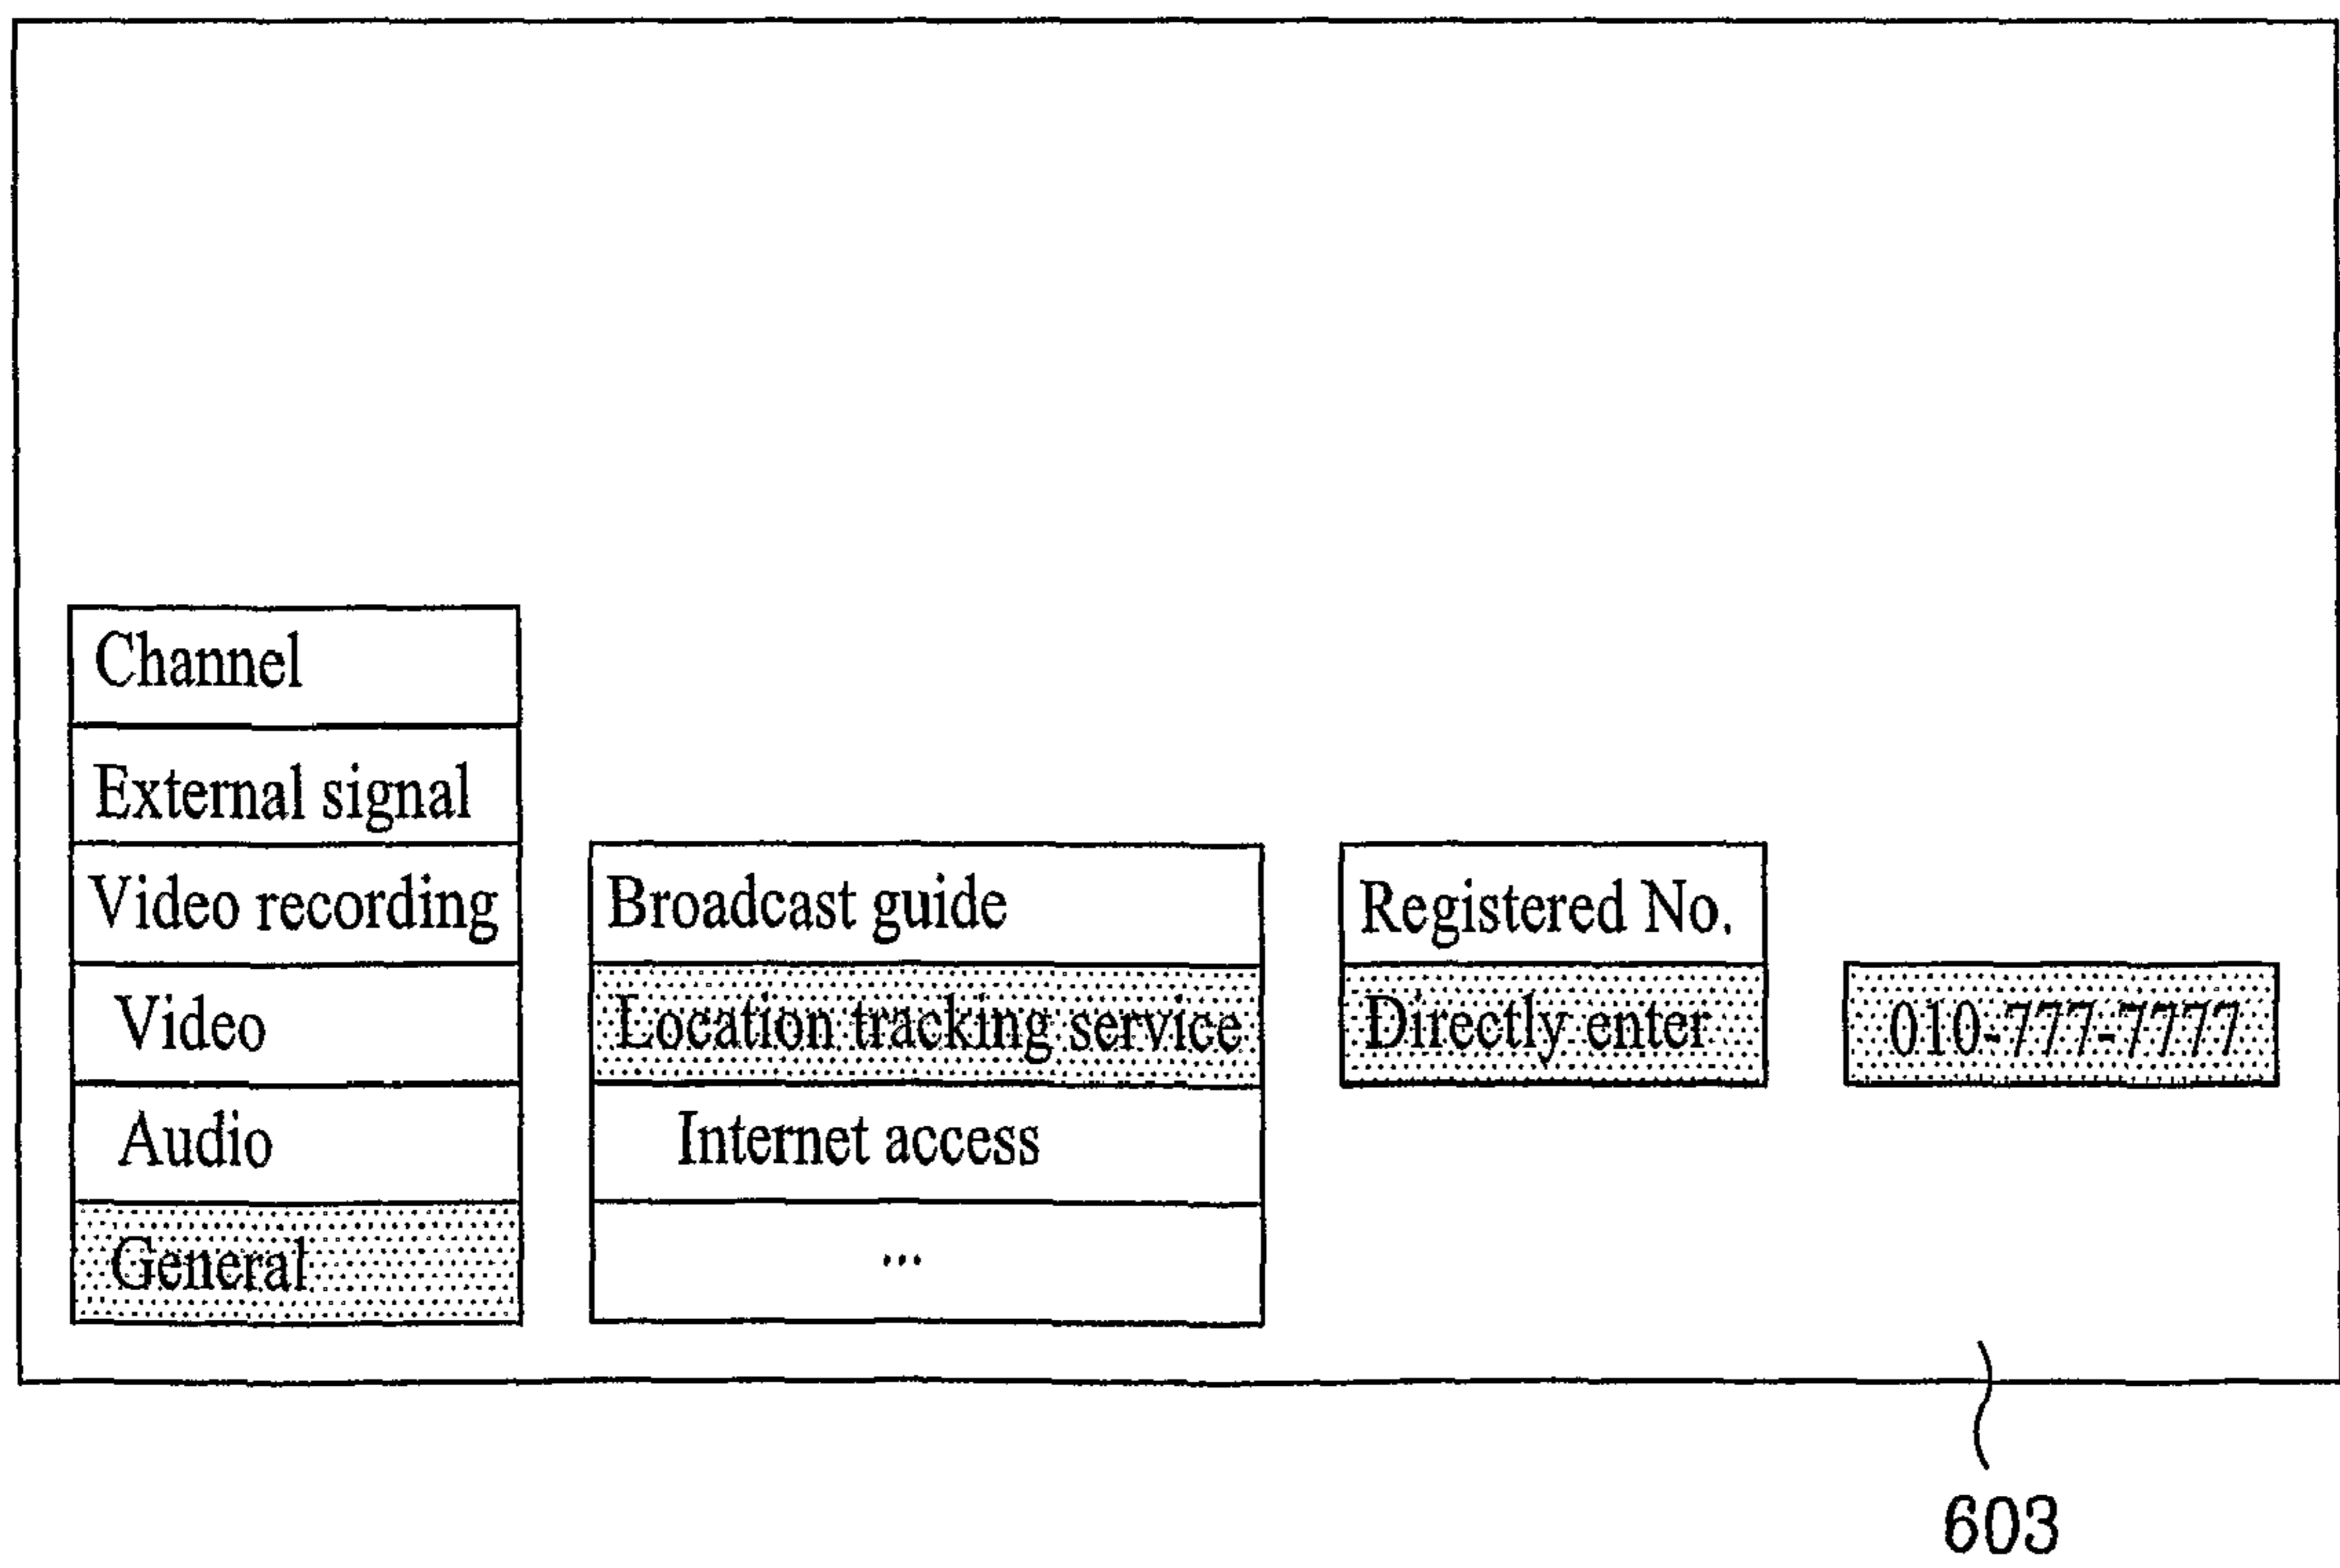 Channel
External signal
Video recording
Video
Audio
General
Broadcast guide
Location tracking service
Internet access
...
Registered No.
Directly enter
010-777-7777
603